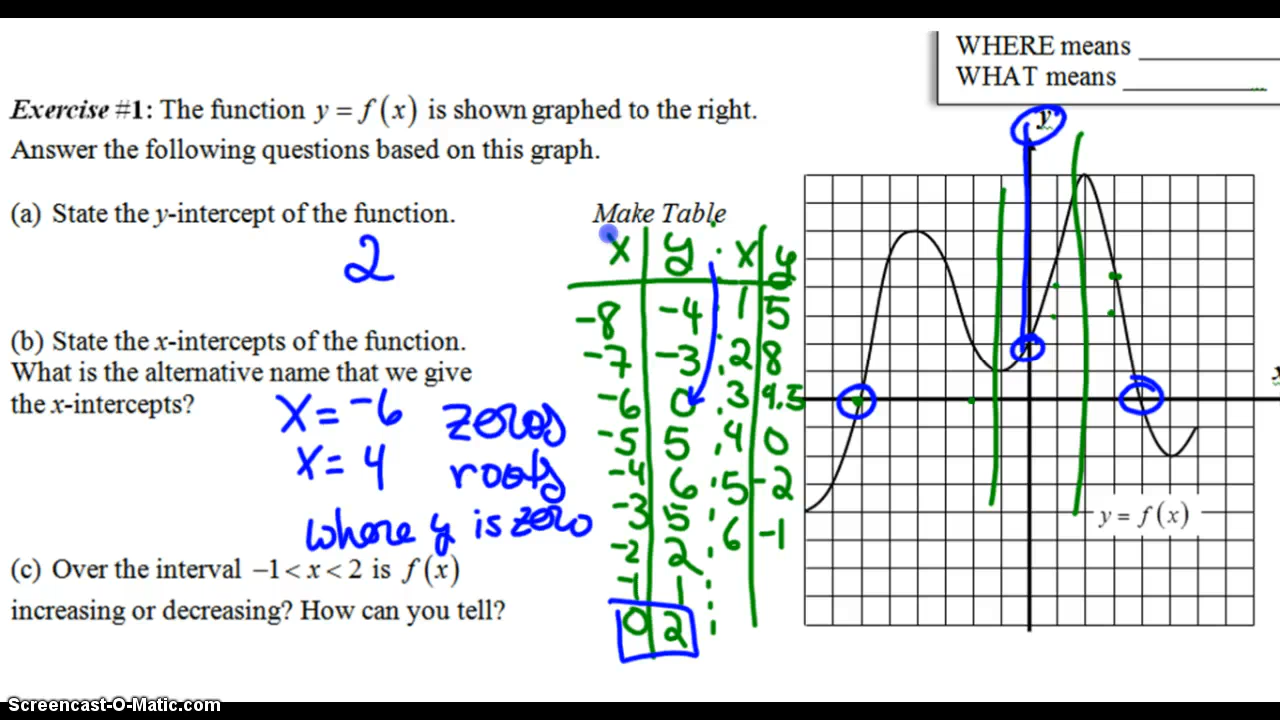 WHERE means ____________
WHAT means ____________
Exercise #1: The function y = f(x) is shown graphed to the right.
Answer the following questions based on this graph.
(a) State the y-intercept of the function.
2
(b) State the x-intercepts of the function.
What is the alternative name that we give
the x-intercepts?
x = -6 zeros
x = 4 roots
where y is zero
(c) Over the interval −1 < x < 2 is f(x)
increasing or decreasing? How can you tell?
Make Table
x y x y
-8 -4 1 5
-7 -3 2 8
-6 0 3 4.5
-5 5 4 0
-4 6 5 -2
-3 5 6 -1
-2 2
-1 1
0 2
y
x
y = f(x)
Screencast-O-Matic.com